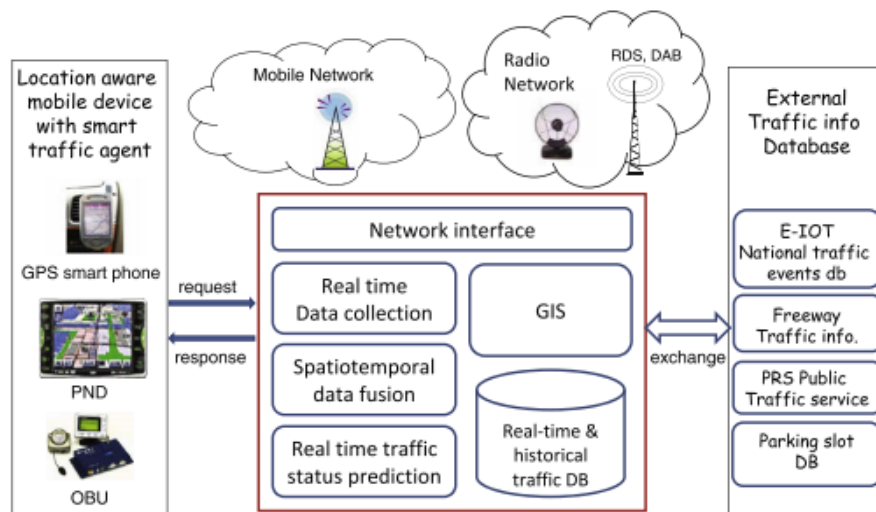 Location aware
mobile device
with smart
traffic agent
GPS smart phone
PND
OBU
Mobile Network
Radio
Network
RDS, DAB
request
response
Network interface
Real time
Data collection
Spatiotemporal
data fusion
Real time traffic
status prediction
GIS
Real-time &
historical
traffic DB
exchange
External
Traffic info
Database
E-IOT
National traffic
events db
Freeway
Traffic info.
PRS Public
Traffic service
Parking slot
DB